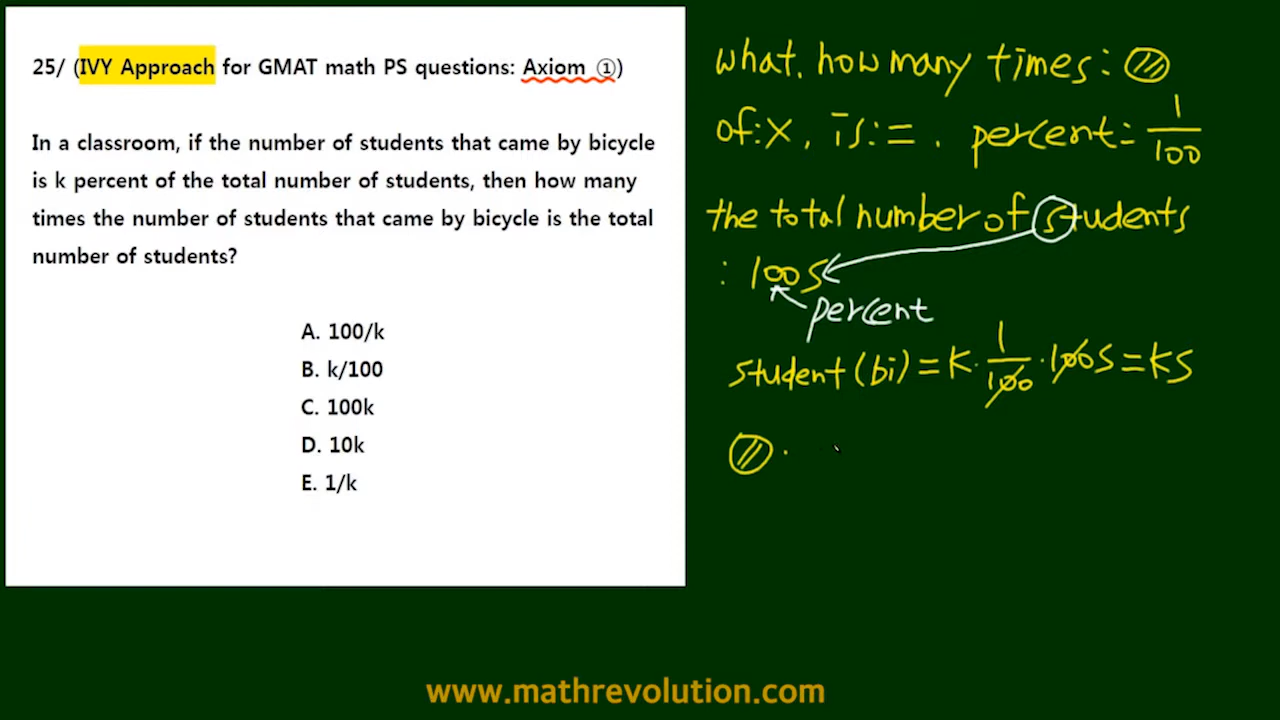 25/ (IVY Approach for GMAT math PS questions: Axiom ①)
In a classroom, if the number of students that came by bicycle
is k percent of the total number of students, then how many
times the number of students that came by bicycle is the total
number of students?
A. 100/k
B. k/100
C. 100k
D. 10k
E. 1/k
what, how many times:
of: X, is: =, percent = 1/100
the total number of students
: 100S
percent
student (bi) = k · 1/100 · 100S = kS
·
www.mathrevolution.com